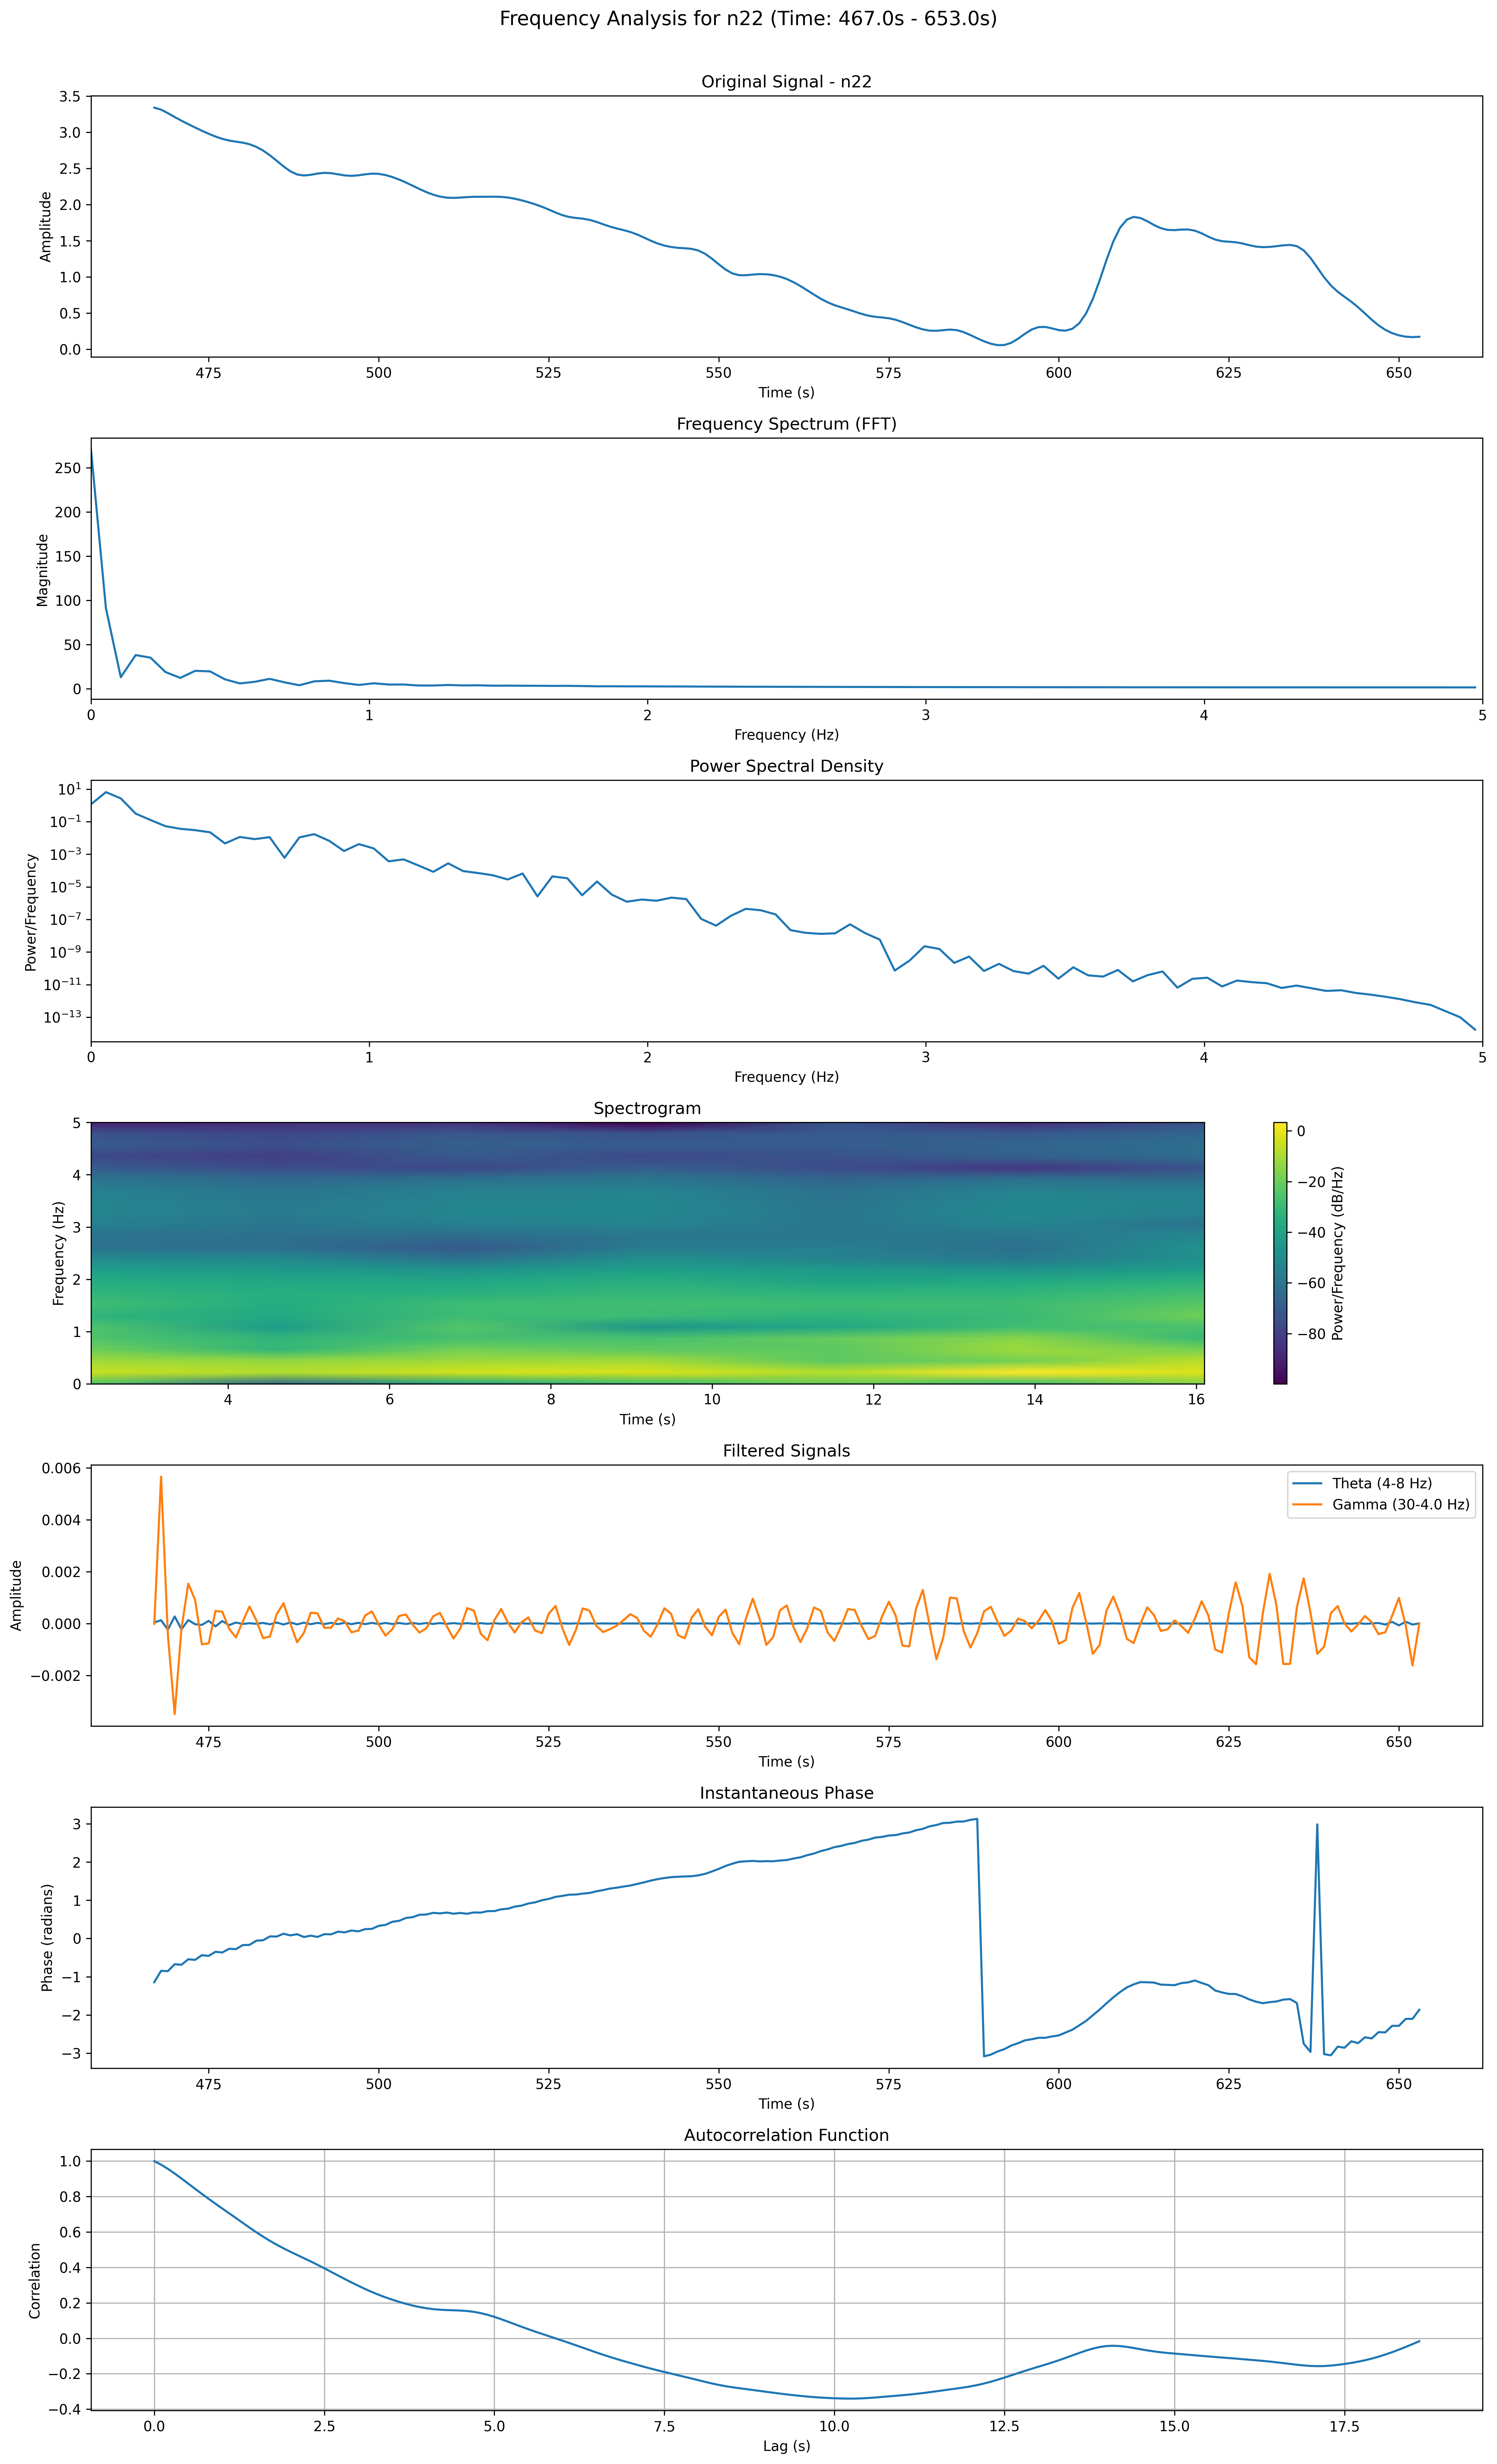 Frequency Analysis for n22 (Time: 467.0s - 653.0s)
Original Signal - n22
Amplitude
3.5
3.0
2.5
2.0
1.5
1.0
0.5
0.0
475 500 525 550 575 600 625 650
Time (s)
Frequency Spectrum (FFT)
Magnitude
250
200
150
100
50
0
0 1 2 3 4 5
Frequency (Hz)
Power Spectral Density
Power/Frequency
10¹
10⁻¹
10⁻³
10⁻⁵
10⁻⁷
10⁻⁹
10⁻¹¹
10⁻¹³
0 1 2 3 4 5
Frequency (Hz)
Spectrogram
Frequency (Hz)
5
4
3
2
1
0
4 6 8 10 12 14 16
Time (s)
0
−20
−40
−60
−80
Power/Frequency (dB/Hz)
Filtered Signals
Amplitude
0.006
0.004
0.002
0.000
−0.002
Theta (4-8 Hz)
Gamma (30-4.0 Hz)
475 500 525 550 575 600 625 650
Time (s)
Instantaneous Phase
Phase (radians)
3
2
1
0
−1
−2
−3
475 500 525 550 575 600 625 650
Time (s)
Autocorrelation Function
Correlation
1.0
0.8
0.6
0.4
0.2
0.0
−0.2
−0.4
0.0 2.5 5.0 7.5 10.0 12.5 15.0 17.5
Lag (s)